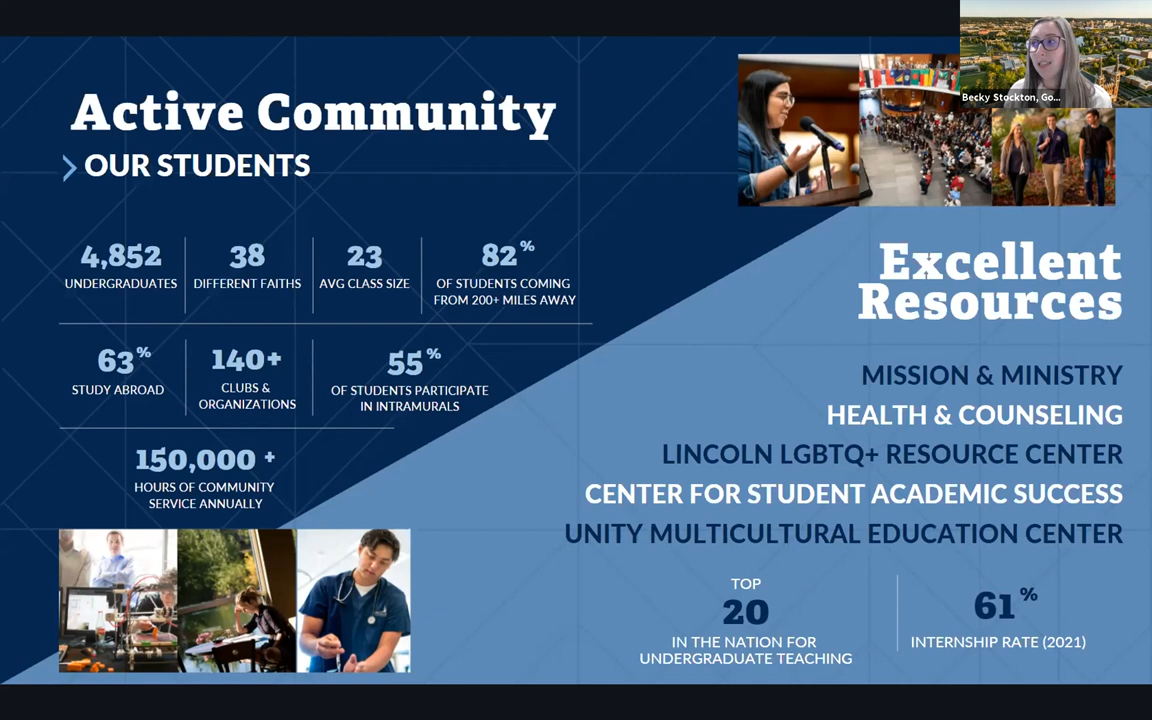 Active Community
OUR STUDENTS
4,852
UNDERGRADUATES
38
DIFFERENT FAITHS
23
AVG CLASS SIZE
82%
OF STUDENTS COMING
FROM 200+ MILES AWAY
63%
STUDY ABROAD
140+
CLUBS &
ORGANIZATIONS
55%
OF STUDENTS PARTICIPATE
IN INTRAMURALS
150,000 +
HOURS OF COMMUNITY
SERVICE ANNUALLY
Becky Stockton, Go...
Excellent
Resources
MISSION & MINISTRY
HEALTH & COUNSELING
LINCOLN LGBTQ+ RESOURCE CENTER
CENTER FOR STUDENT ACADEMIC SUCCESS
UNITY MULTICULTURAL EDUCATION CENTER
TOP
20
IN THE NATION FOR
UNDERGRADUATE TEACHING
61%
INTERNSHIP RATE (2021)